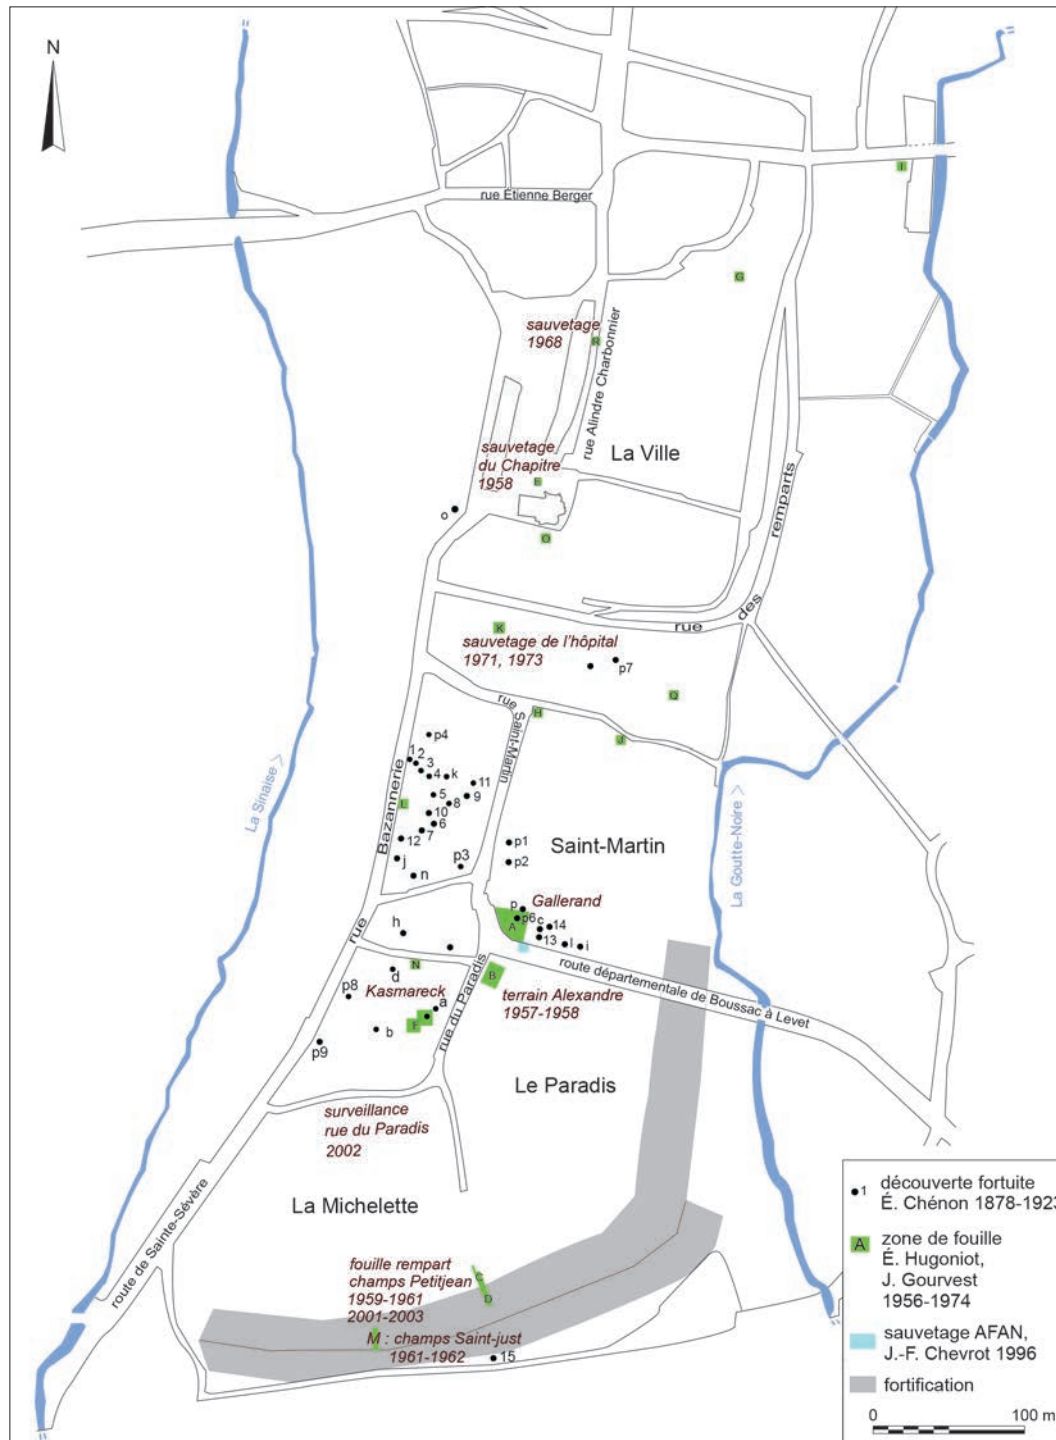 N
rue Étienne Berger
I
G
sauvetage
1968
R
rue Alindre Charbonnier
La Ville
sauvetage
du Chapitre
1958
E
remparts
o
O
des
rue
K
sauvetage de l'hôpital
1971, 1973
p7
Q
rue Saint-Martin
H
J
p4
1
2
3
4
k
11
5
9
8
L
10
6
7
12
Bazannerie
rue
j
n
p3
p1
p2
Saint-Martin
La Sinaise >
La Goutte-Noire >
Gallerand
p
p6
A
c
14
13
l
i
h
route départementale de Boussac à Levet
N
d
B
Kasmareck
terrain Alexandre
1957-1958
p8
a
F
b
rue du Paradis
p9
Le Paradis
surveillance
rue du Paradis
2002
La Michelette
route de Sainte-Sévère
fouille rempart
champs Petitjean
1959-1961
2001-2003
C
D
M : champs Saint-just
1961-1962
15
1
découverte fortuite
É. Chénon 1878-1923
A
zone de fouille
É. Hugoniot,
J. Gourvest
1956-1974
sauvetage AFAN,
J.-F. Chevrot 1996
fortification
0
100 m